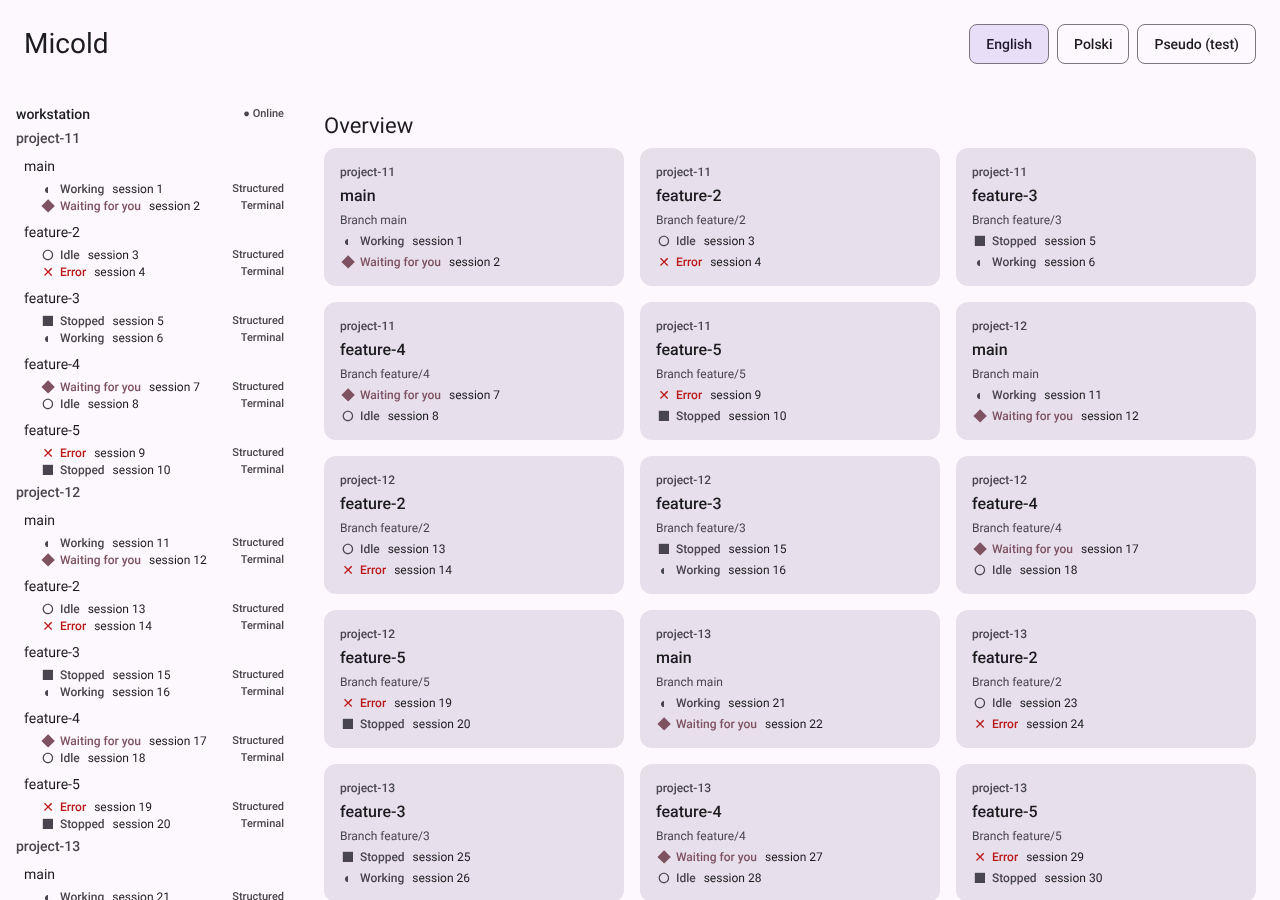 Micold
English
Polski
Pseudo (test)
workstation
● Online
project-11
main
Working session 1 Structured
Waiting for you session 2 Terminal
feature-2
Idle session 3 Structured
Error session 4 Terminal
feature-3
Stopped session 5 Structured
Working session 6 Terminal
feature-4
Waiting for you session 7 Structured
Idle session 8 Terminal
feature-5
Error session 9 Structured
Stopped session 10 Terminal
project-12
main
Working session 11 Structured
Waiting for you session 12 Terminal
feature-2
Idle session 13 Structured
Error session 14 Terminal
feature-3
Stopped session 15 Structured
Working session 16 Terminal
feature-4
Waiting for you session 17 Structured
Idle session 18 Terminal
feature-5
Error session 19 Structured
Stopped session 20 Terminal
project-13
main
Working session 21 Structured
Overview
project-11
main
Branch main
Working session 1
Waiting for you session 2
project-11
feature-2
Branch feature/2
Idle session 3
Error session 4
project-11
feature-3
Branch feature/3
Stopped session 5
Working session 6
project-11
feature-4
Branch feature/4
Waiting for you session 7
Idle session 8
project-11
feature-5
Branch feature/5
Error session 9
Stopped session 10
project-12
main
Branch main
Working session 11
Waiting for you session 12
project-12
feature-2
Branch feature/2
Idle session 13
Error session 14
project-12
feature-3
Branch feature/3
Stopped session 15
Working session 16
project-12
feature-4
Branch feature/4
Waiting for you session 17
Idle session 18
project-12
feature-5
Branch feature/5
Error session 19
Stopped session 20
project-13
main
Branch main
Working session 21
Waiting for you session 22
project-13
feature-2
Branch feature/2
Idle session 23
Error session 24
project-13
feature-3
Branch feature/3
Stopped session 25
Working session 26
project-13
feature-4
Branch feature/4
Waiting for you session 27
Idle session 28
project-13
feature-5
Branch feature/5
Error session 29
Stopped session 30